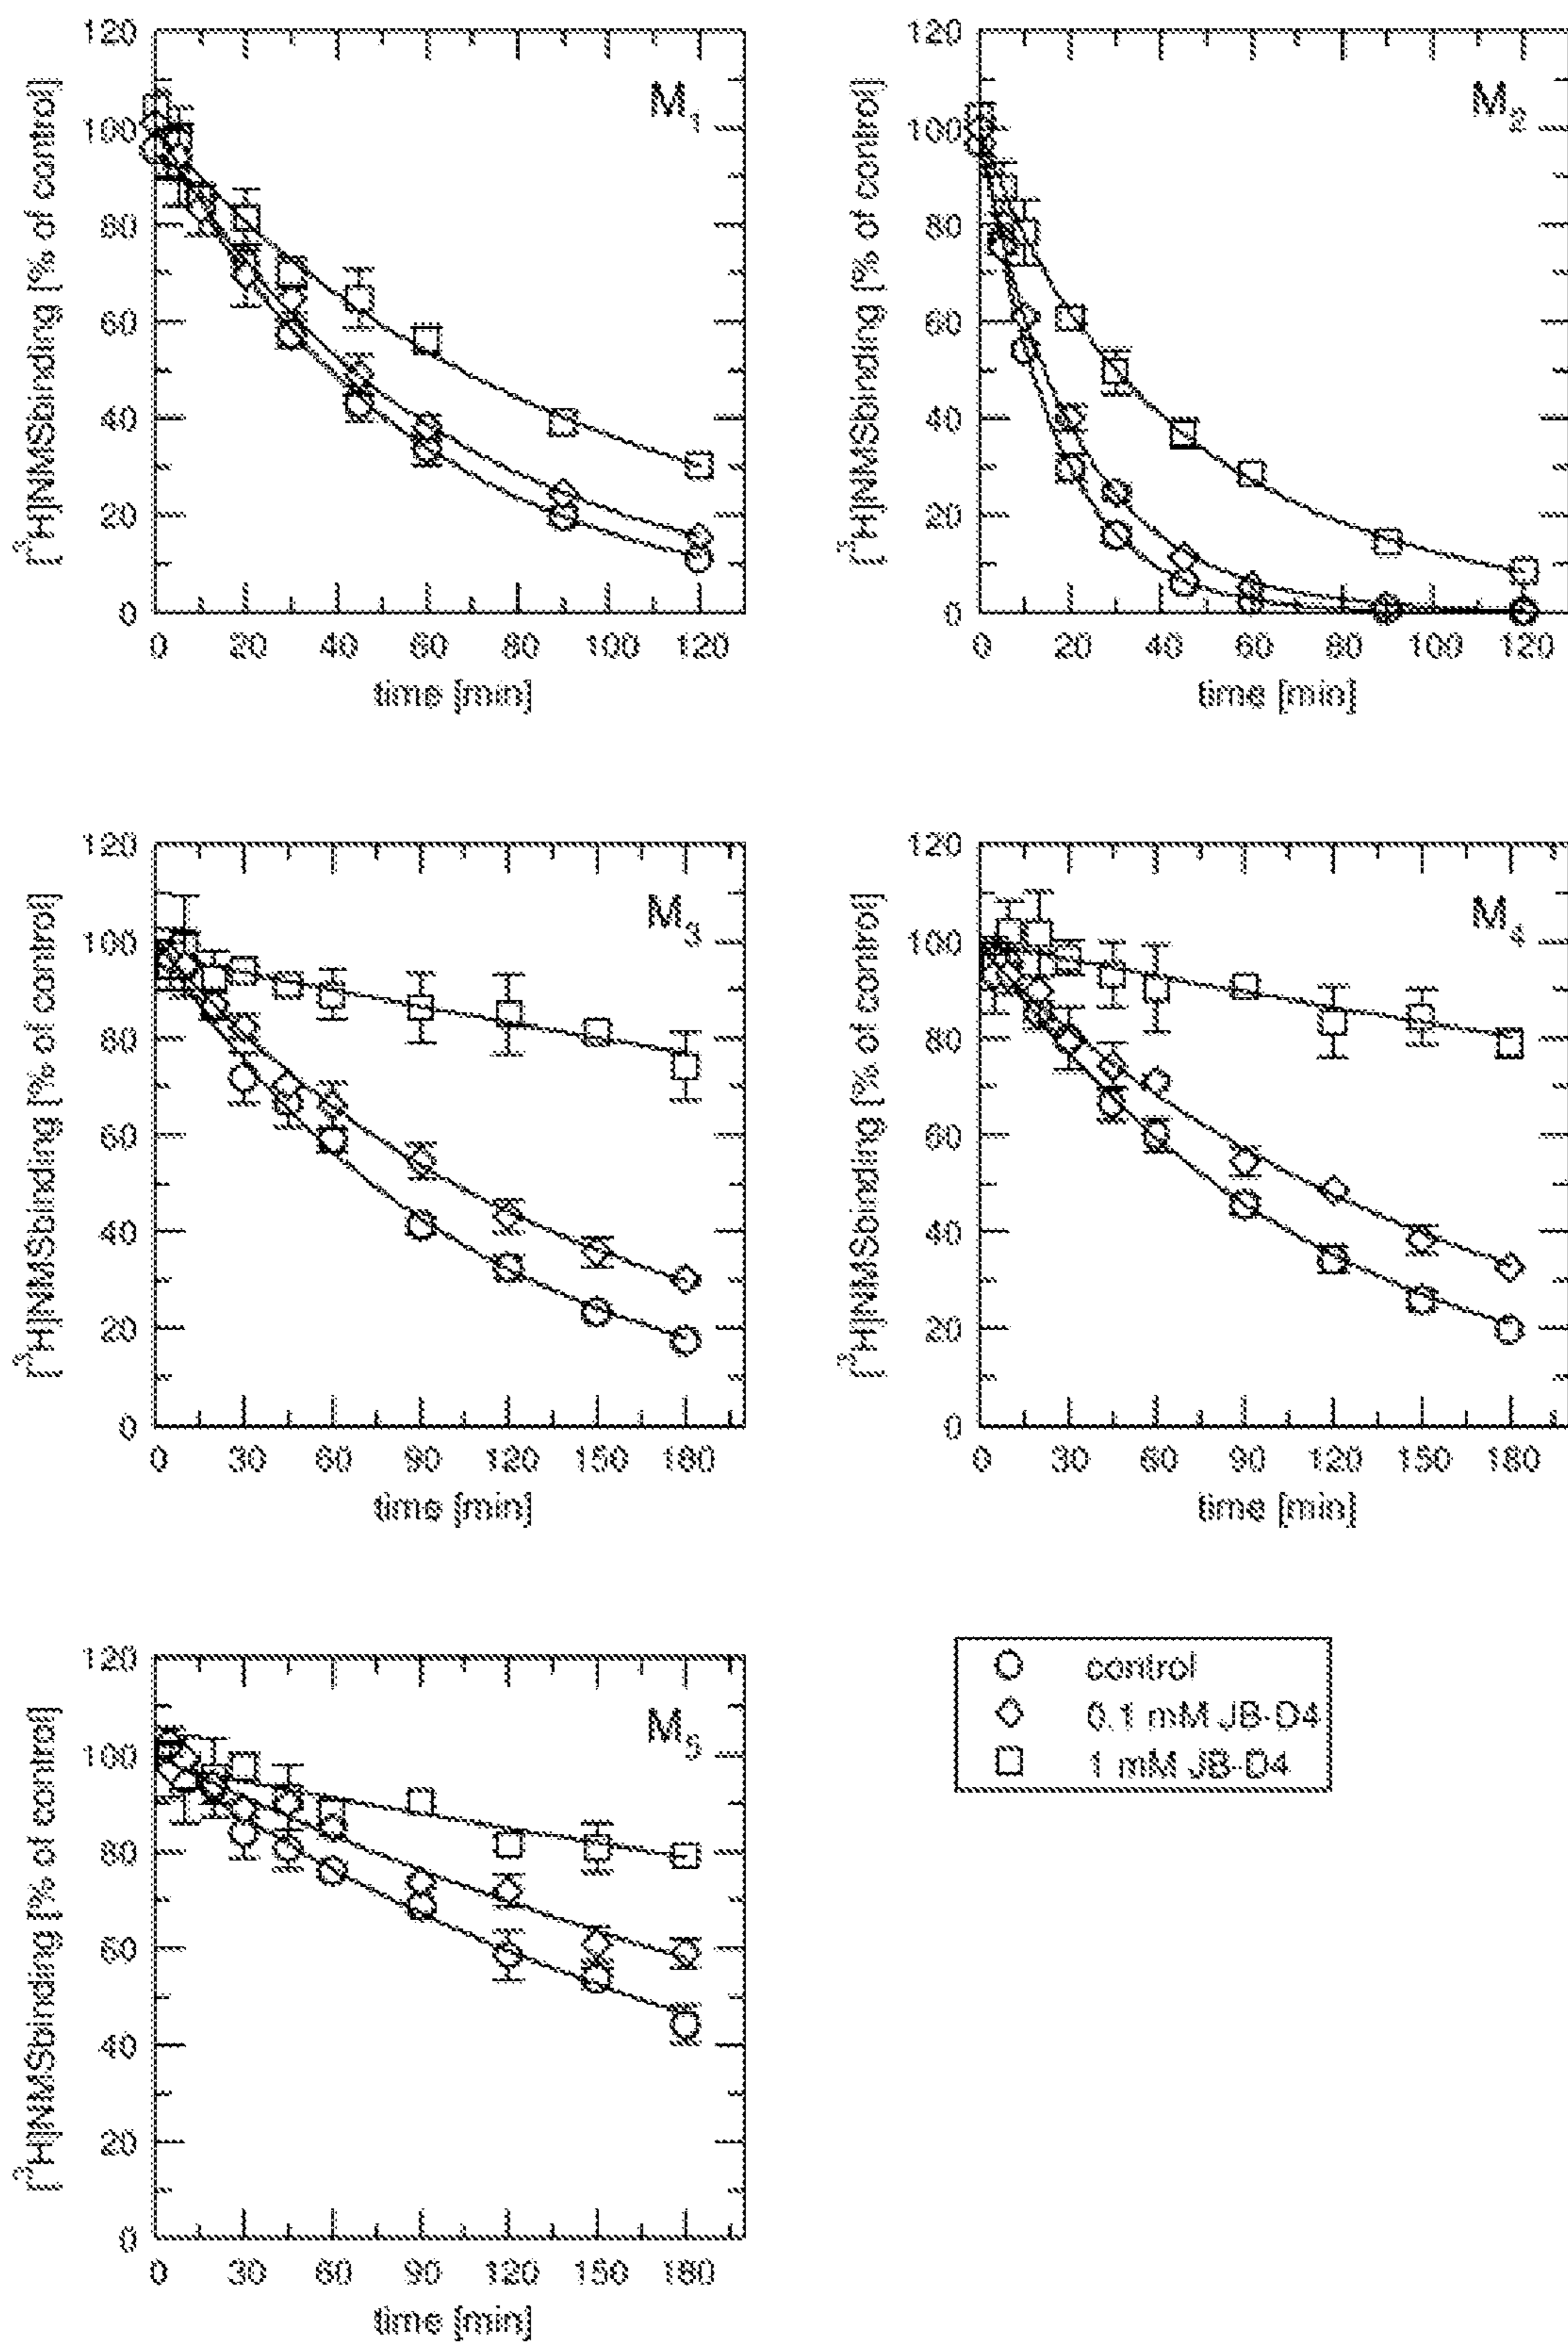 M1
[3H]NMSbinding [% of control]
120
100
80
60
40
20
0
0 20 40 60 80 100 120
time [min]
M2
[3H]NMSbinding [% of control]
120
100
80
60
40
20
0
0 20 40 60 80 100 120
time [min]
M3
[3H]NMSbinding [% of control]
120
100
80
60
40
20
0
0 30 60 90 120 150 180
time [min]
M4
[3H]NMSbinding [% of control]
120
100
80
60
40
20
0
0 30 60 90 120 150 180
time [min]
M5
[3H]NMSbinding [% of control]
120
100
80
60
40
20
0
0 30 60 90 120 150 180
time [min]
control
0.1 mM JB-D4
1 mM JB-D4